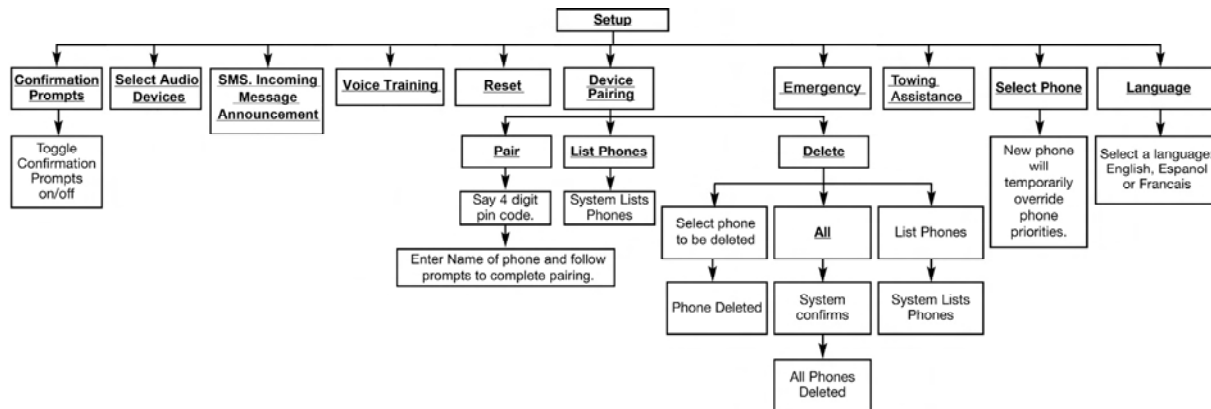 Setup
Confirmation
Prompts
Select Audio
Devices
SMS. Incoming
Message
Announcement
Voice Training
Reset
Device
Pairing
Emergency
Towing
Assistance
Select Phone
Language
Toggle
Confirmation
Prompts
on/off
Pair
List Phones
Delete
New phone
will
temporarily
override
phone
priorities.
Select a language:
English, Espanol
or Francais
Say 4 digit
pin code.
System Lists
Phones
Select phone
to be deleted
All
List Phones
Enter Name of phone and follow
prompts to complete pairing.
Phone Deleted
System
confirms
System Lists
Phones
All Phones
Deleted